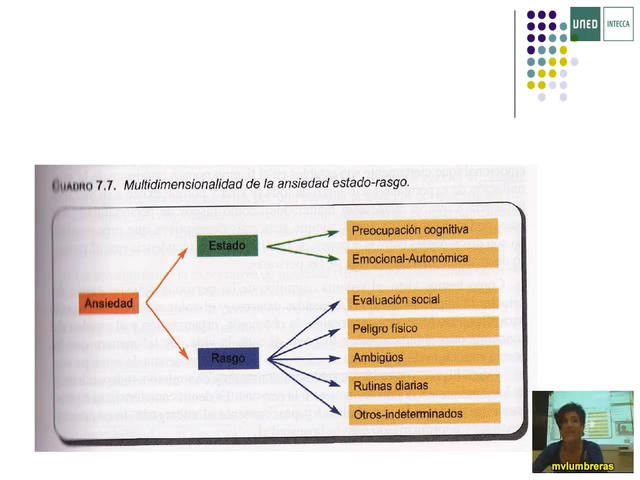 UNED
INTECCA
CUADRO 7.7. Multidimensionalidad de la ansiedad estado-rasgo.
Preocupación cognitiva
Estado
Emocional-Autonómica
Ansiedad
Evaluación social
Peligro físico
Rasgo
Ambigüos
Rutinas diarias
Otros-indeterminados
mvlumbreras